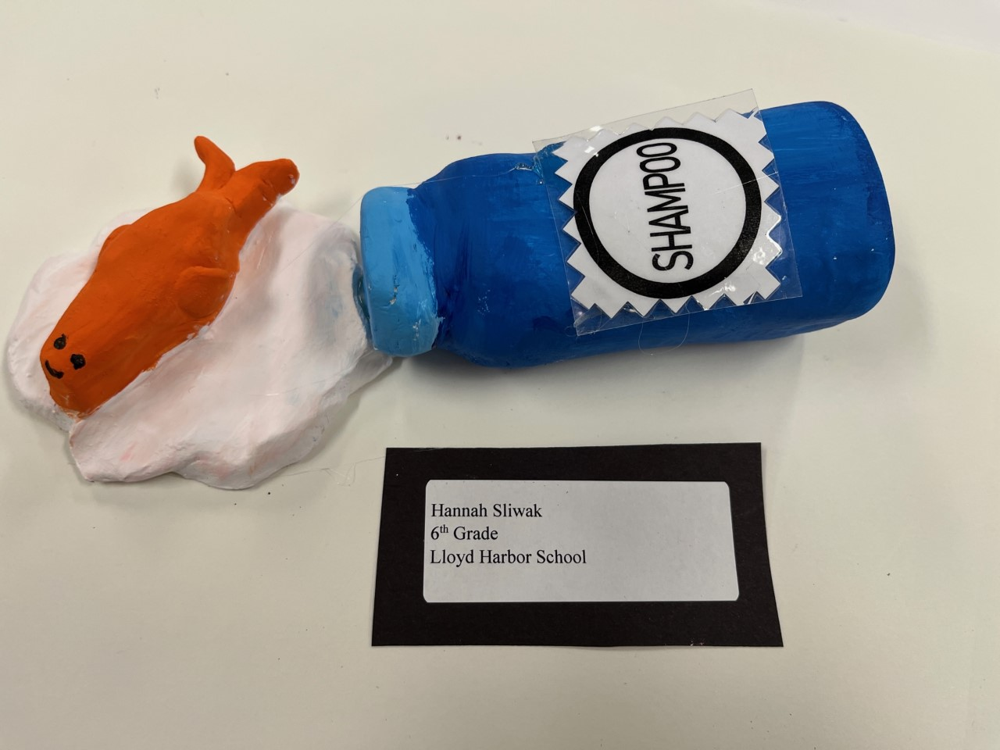 SHAMPOO
Hannah Sliwak
6th Grade
Lloyd Harbor School